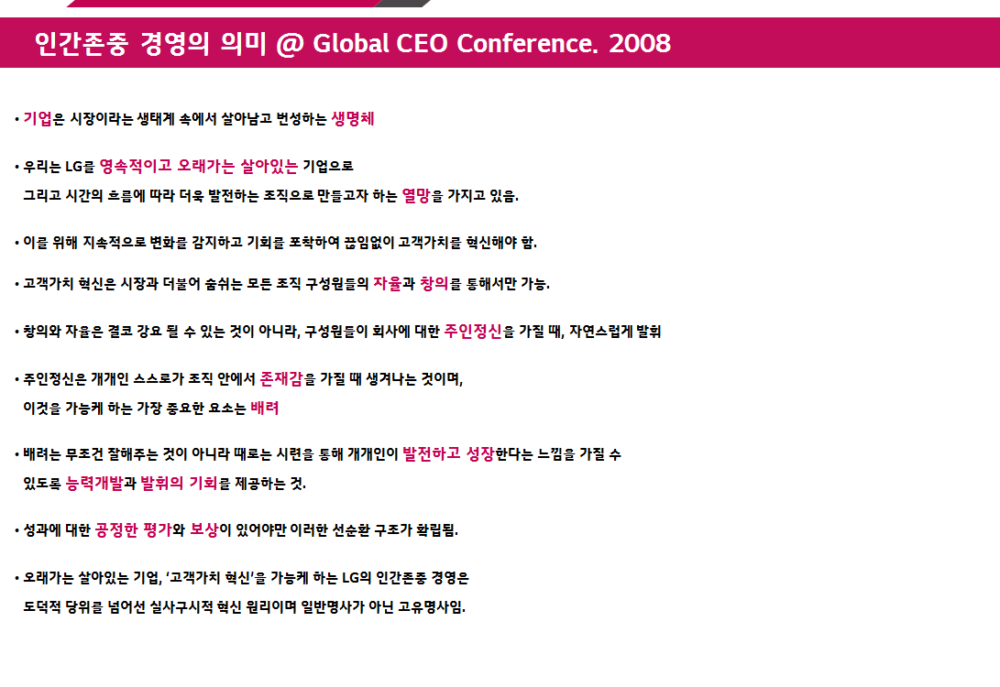 인간존중 경영의 의미 @ Global CEO Conference. 2008
• 기업은 시장이라는 생태계 속에서 살아남고 번성하는 생명체
• 우리는 LG를 영속적이고 오래가는 살아있는 기업으로
그리고 시간의 흐름에 따라 더욱 발전하는 조직으로 만들고자 하는 열망을 가지고 있음.
• 이를 위해 지속적으로 변화를 감지하고 기회를 포착하여 끊임없이 고객가치를 혁신해야 함.
• 고객가치 혁신은 시장과 더불어 숨쉬는 모든 조직 구성원들의 자율과 창의를 통해서만 가능.
• 창의와 자율은 결코 강요 될 수 있는 것이 아니라, 구성원들이 회사에 대한 주인정신을 가질 때, 자연스럽게 발휘
• 주인정신은 개개인 스스로가 조직 안에서 존재감을 가질 때 생겨나는 것이며,
이것을 가능케 하는 가장 중요한 요소는 배려
• 배려는 무조건 잘해주는 것이 아니라 때로는 시련을 통해 개개인이 발전하고 성장한다는 느낌을 가질 수
있도록 능력개발과 발휘의 기회를 제공하는 것.
• 성과에 대한 공정한 평가와 보상이 있어야만 이러한 선순환 구조가 확립됨.
• 오래가는 살아있는 기업, ‘고객가치 혁신’을 가능케 하는 LG의 인간존중 경영은
도덕적 당위를 넘어선 실사구시적 혁신 원리이며 일반명사가 아닌 고유명사임.